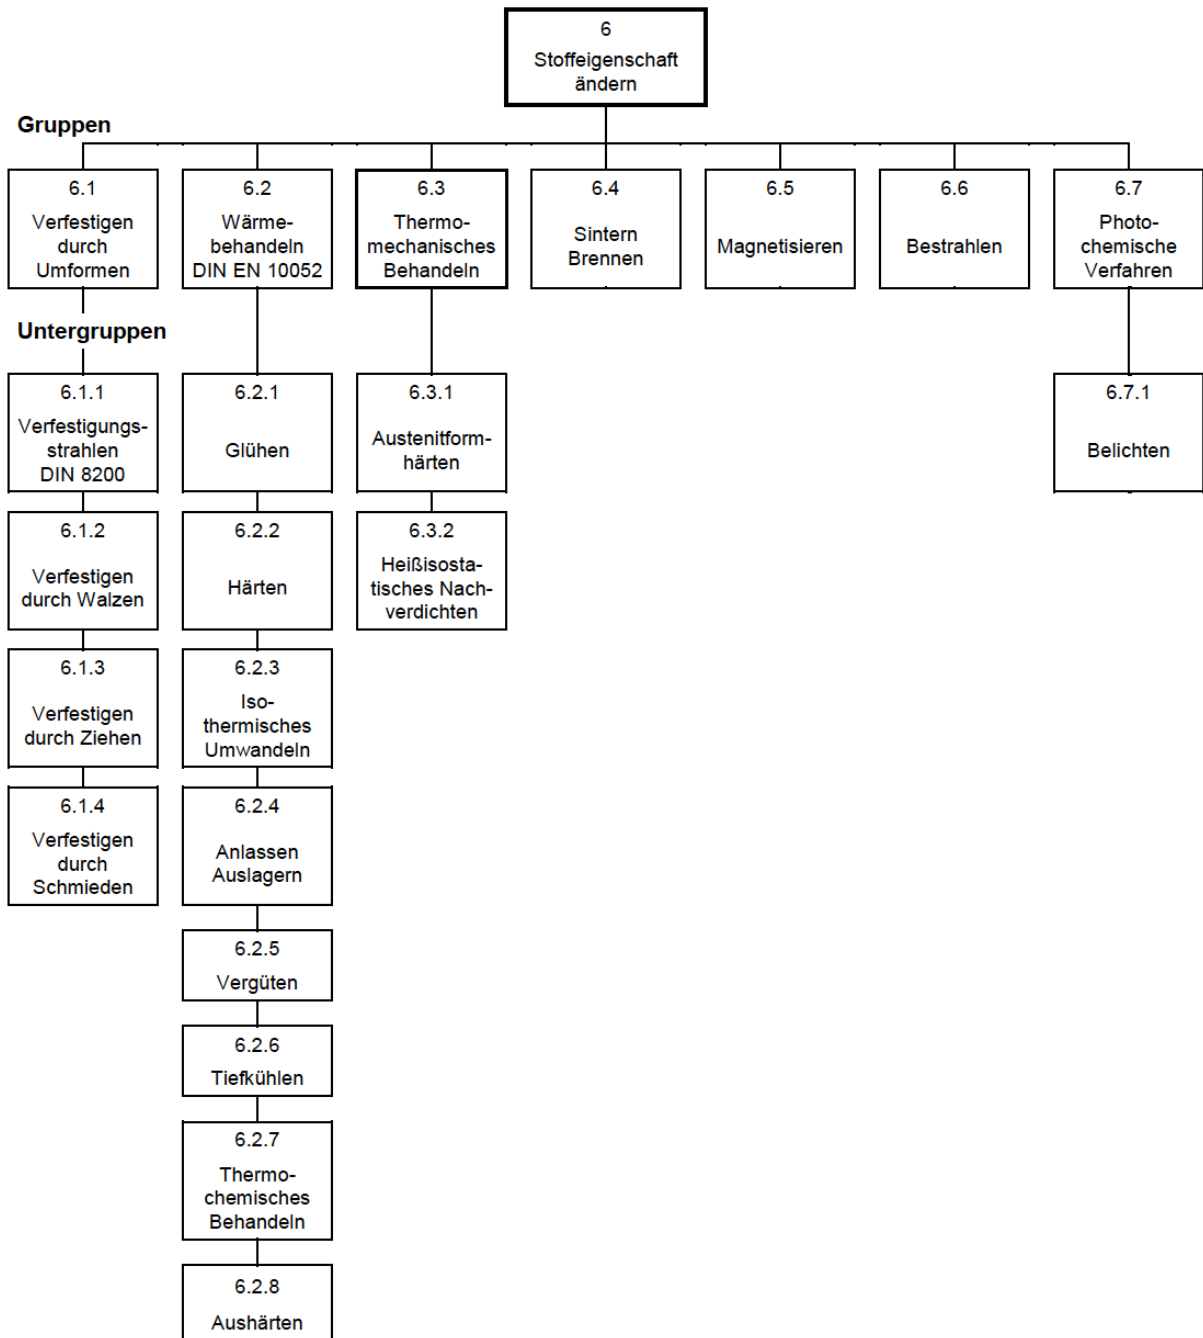 6
Stoffeigenschaft
ändern
Gruppen
6.1
Verfestigen
durch
Umformen
6.2
Wärme-
behandeln
DIN EN 10052
6.3
Thermo-
mechanisches
Behandeln
6.4
Sintern
Brennen
6.5
Magnetisieren
6.6
Bestrahlen
6.7
Photo-
chemische
Verfahren
Untergruppen
6.1.1
Verfestigungs-
strahlen
DIN 8200
6.2.1
Glühen
6.3.1
Austenitform-
härten
6.7.1
Belichten
6.1.2
Verfestigen
durch Walzen
6.2.2
Härten
6.3.2
Heißisosta-
tisches Nach-
verdichten
6.1.3
Verfestigen
durch Ziehen
6.2.3
Iso-
thermisches
Umwandeln
6.1.4
Verfestigen
durch
Schmieden
6.2.4
Anlassen
Auslagern
6.2.5
Vergüten
6.2.6
Tiefkühlen
6.2.7
Thermo-
chemisches
Behandeln
6.2.8
Aushärten